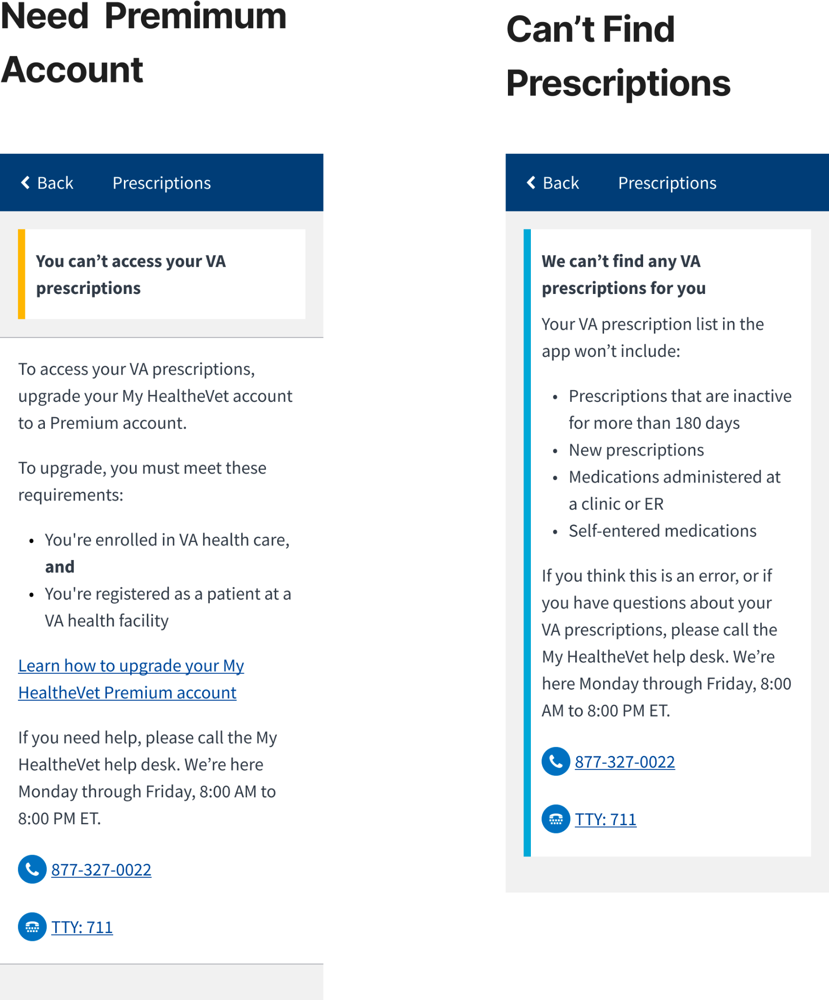 Need Premimum
Account
Back Prescriptions
You can’t access your VA
prescriptions
To access your VA prescriptions,
upgrade your My HealtheVet account
to a Premium account.
To upgrade, you must meet these
requirements:
• You're enrolled in VA health care,
and
• You're registered as a patient at a
VA health facility
Learn how to upgrade your My
HealtheVet Premium account
If you need help, please call the My
HealtheVet help desk. We’re here
Monday through Friday, 8:00 AM to
8:00 PM ET.
877-327-0022
TTY: 711
Can’t Find
Prescriptions
Back Prescriptions
We can’t find any VA
prescriptions for you
Your VA prescription list in the
app won’t include:
• Prescriptions that are inactive
for more than 180 days
• New prescriptions
• Medications administered at
a clinic or ER
• Self-entered medications
If you think this is an error, or if
you have questions about your
VA prescriptions, please call the
My HealtheVet help desk. We’re
here Monday through Friday, 8:00
AM to 8:00 PM ET.
877-327-0022
TTY: 711